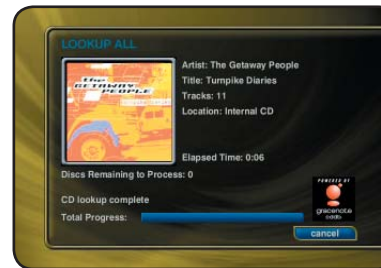 LOOKUP ALL
Artist: The Getaway People
Title: Turnpike Diaries
Tracks: 11
Location: Internal CD
the
GETAWAY
PEOPLE
Elapsed Time: 0:06
Discs Remaining to Process: 0
CD lookup complete
Total Progress:
POWERED BY
gracenote
cddb
cancel